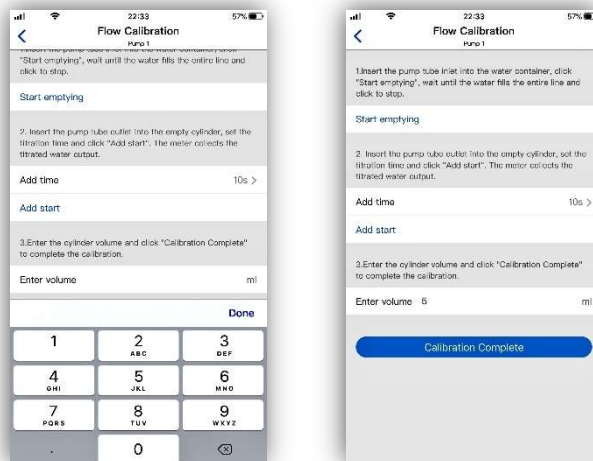 22:33
57%
Flow Calibration
Pump 1
"Start emptying", wait until the water fills the entire line and
click to stop.
Start emptying
2. Insert the pump tube outlet into the empty cylinder, set the
titration time and click "Add start". The meter collects the
titrated water output.
Add time 10s >
Add start
3.Enter the cylinder volume and click "Calibration Complete"
to complete the calibration.
Enter volume ml
Done
1
2 ABC
3 DEF
4 GHI
5 JKL
6 MNO
7 PQRS
8 TUV
9 WXYZ
.
0
22:33
57%
Flow Calibration
Pump 1
1.Insert the pump tube inlet into the water container, click
"Start emptying", wait until the water fills the entire line and
click to stop.
Start emptying
2. Insert the pump tube outlet into the empty cylinder, set the
titration time and click "Add start". The meter collects the
titrated water output.
Add time 10s >
Add start
3.Enter the cylinder volume and click "Calibration Complete"
to complete the calibration.
Enter volume 5 ml
Calibration Complete